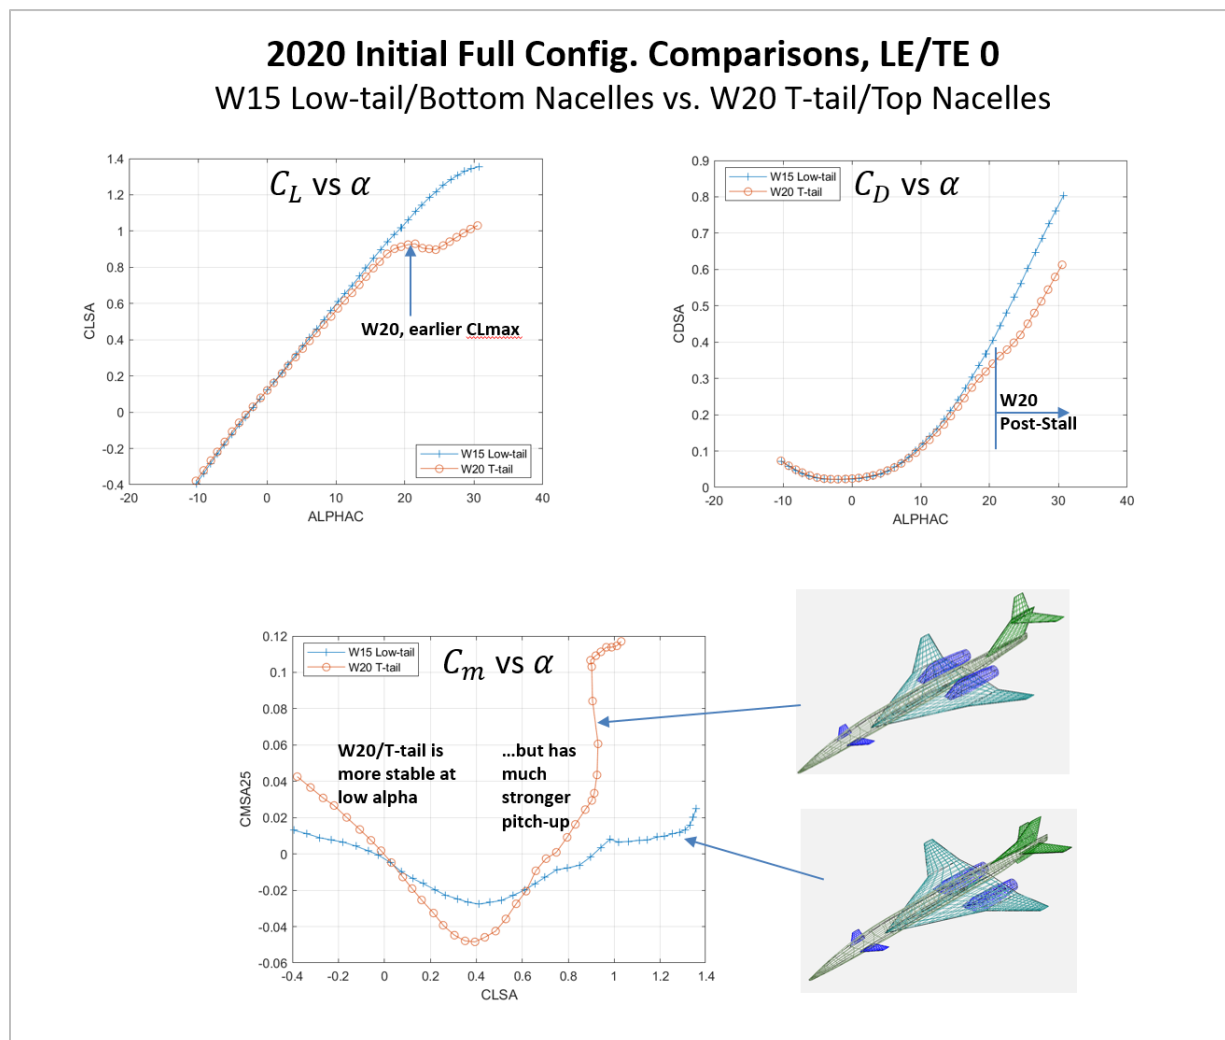 2020 Initial Full Config. Comparisons, LE/TE 0
W15 Low-tail/Bottom Nacelles vs. W20 T-tail/Top Nacelles
C_L vs α
1.4
1.2
1
0.8
0.6
0.4
0.2
0
-0.2
-0.4
CLSA
W20, earlier CLmax
W15 Low-tail
W20 T-tail
-20
-10
0
10
20
30
40
ALPHAC
C_D vs α
W15 Low-tail
W20 T-tail
0.9
0.8
0.7
0.6
0.5
0.4
0.3
0.2
0.1
0
CDSA
W20
Post-Stall
-20
-10
0
10
20
30
40
ALPHAC
C_m vs α
W15 Low-tail
W20 T-tail
0.12
0.1
0.08
0.06
0.04
0.02
0
-0.02
-0.04
-0.06
CMSA25
W20/T-tail is
more stable at
low alpha
...but has
much
stronger
pitch-up
-0.4
-0.2
0
0.2
0.4
0.6
0.8
1
1.2
1.4
CLSA